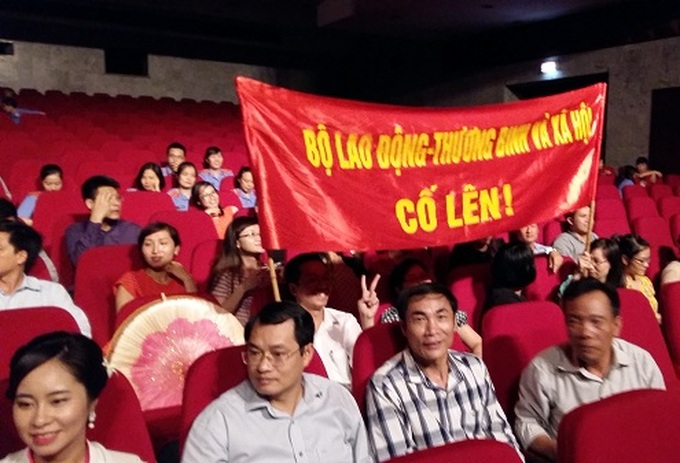 BỘ LAO ĐỘNG-THƯƠNG BINH VÀ XÃ HỘI
CỐ LÊN!